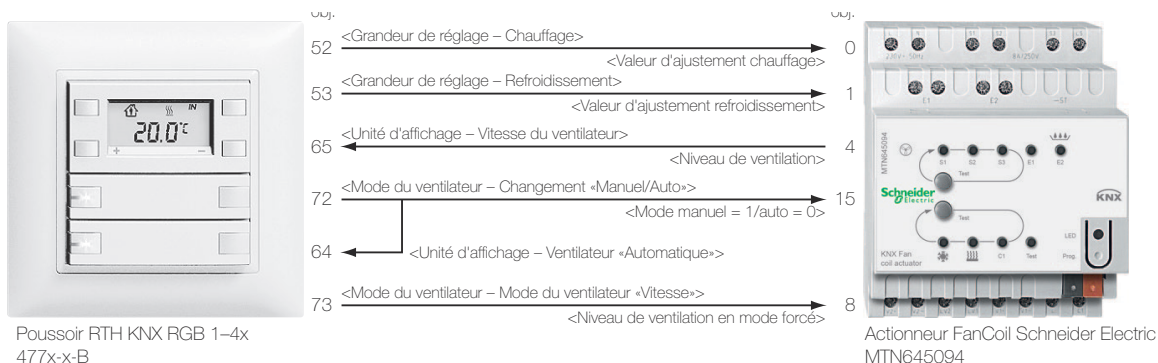 obj.
obj.
52 <Grandeur de réglage – Chauffage> 0
<Valeur d'ajustement chauffage>
53 <Grandeur de réglage – Refroidissement> 1
<Valeur d'ajustement refroidissement>
65 <Unité d'affichage – Vitesse du ventilateur> 4
<Niveau de ventilation>
72 <Mode du ventilateur – Changement «Manuel/Auto»> 15
<Mode manuel = 1/auto = 0>
64 <Unité d'affichage – Ventilateur «Automatique»>
73 <Mode du ventilateur – Mode du ventilateur «Vitesse»> 8
<Niveau de ventilation en mode forcé>
IN
20.0°C
+ −
Poussoir RTH KNX RGB 1–4x
477x-x-B
E1 E2
MTN645094
S1 S2 S3 E1 E2
Test
Schneider
Electric
KNX
Test
LED
KNX Fan
coil actuator
C1 Test Prog.
Actionneur FanCoil Schneider Electric
MTN645094